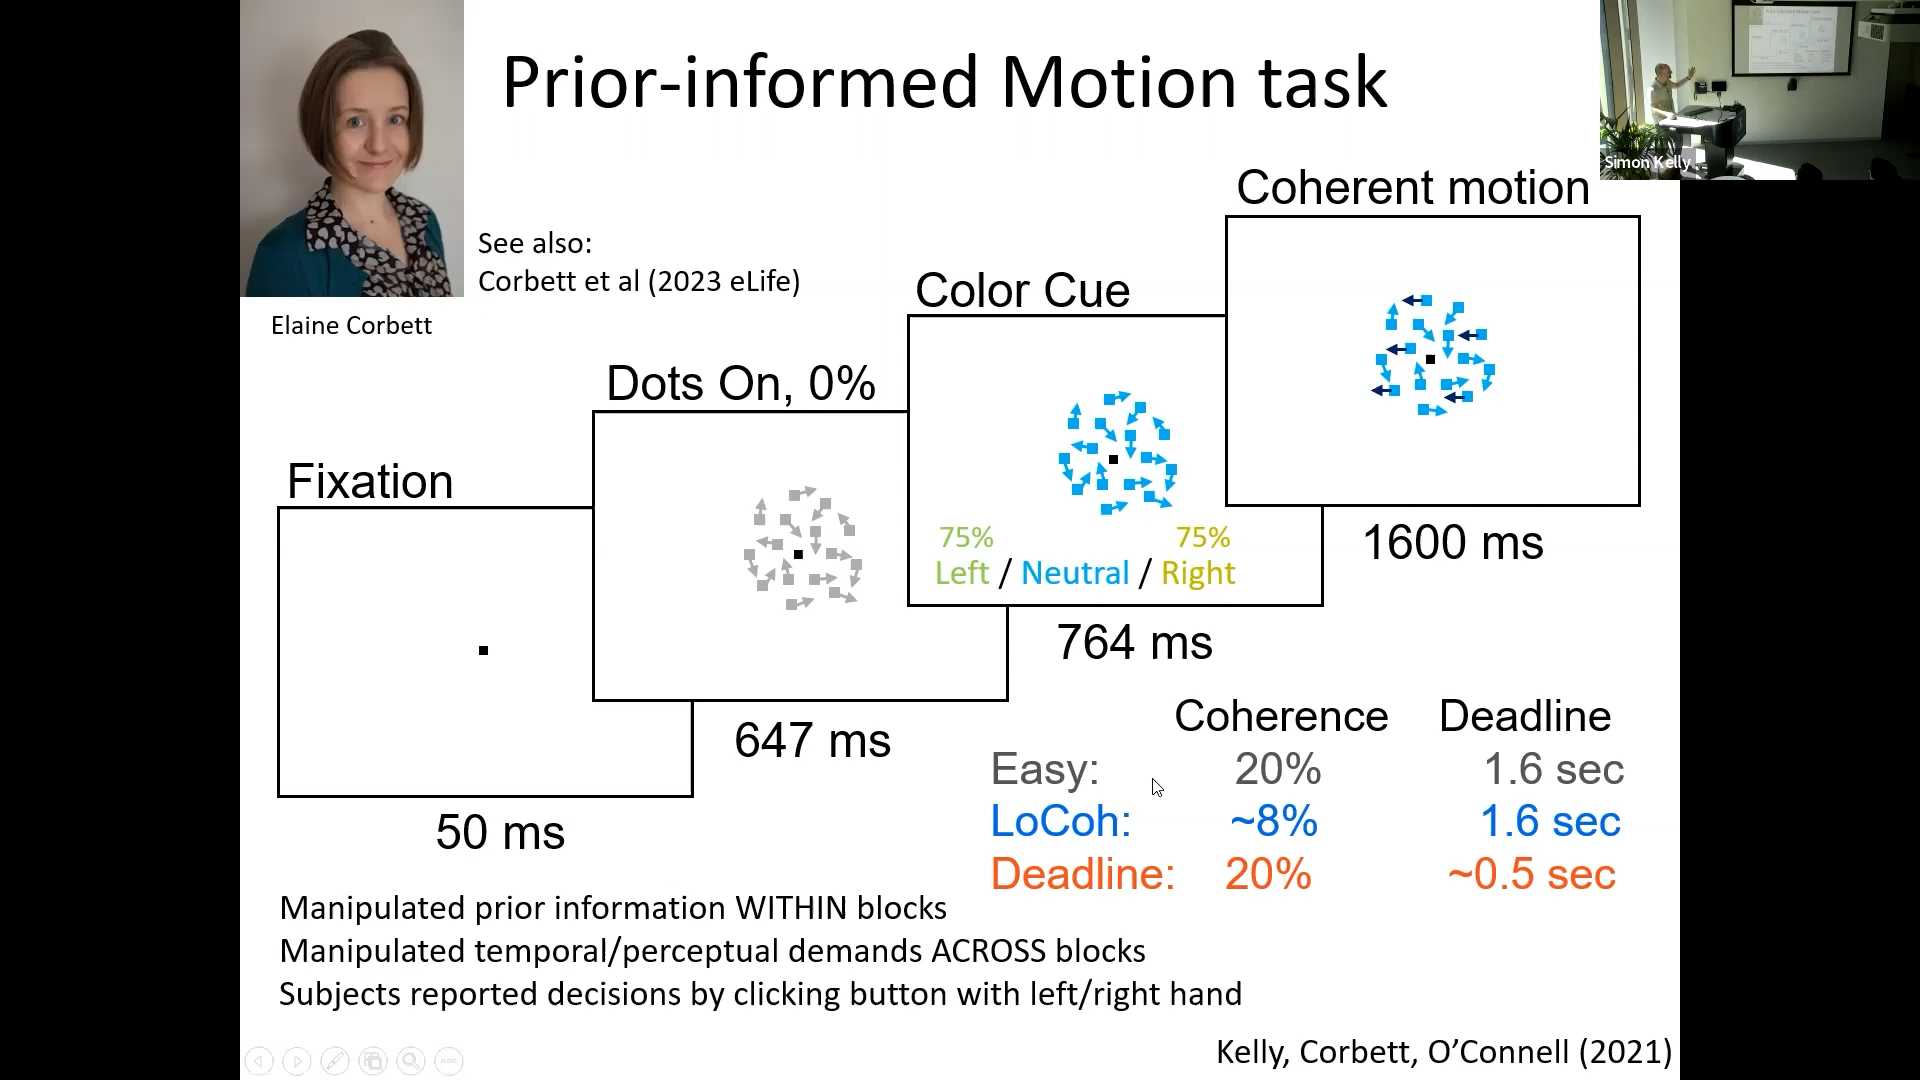 Prior-informed Motion task
Simon Kelly
Coherent motion
See also:
Corbett et al (2023 eLife)
Color Cue
Elaine Corbett
Dots On, 0%
Fixation
75% 75%
Left / Neutral / Right
1600 ms
764 ms
647 ms
50 ms
Coherence Deadline
Easy: 20% 1.6 sec
LoCoh: ~8% 1.6 sec
Deadline: 20% ~0.5 sec
Manipulated prior information WITHIN blocks
Manipulated temporal/perceptual demands ACROSS blocks
Subjects reported decisions by clicking button with left/right hand
Kelly, Corbett, O'Connell (2021)